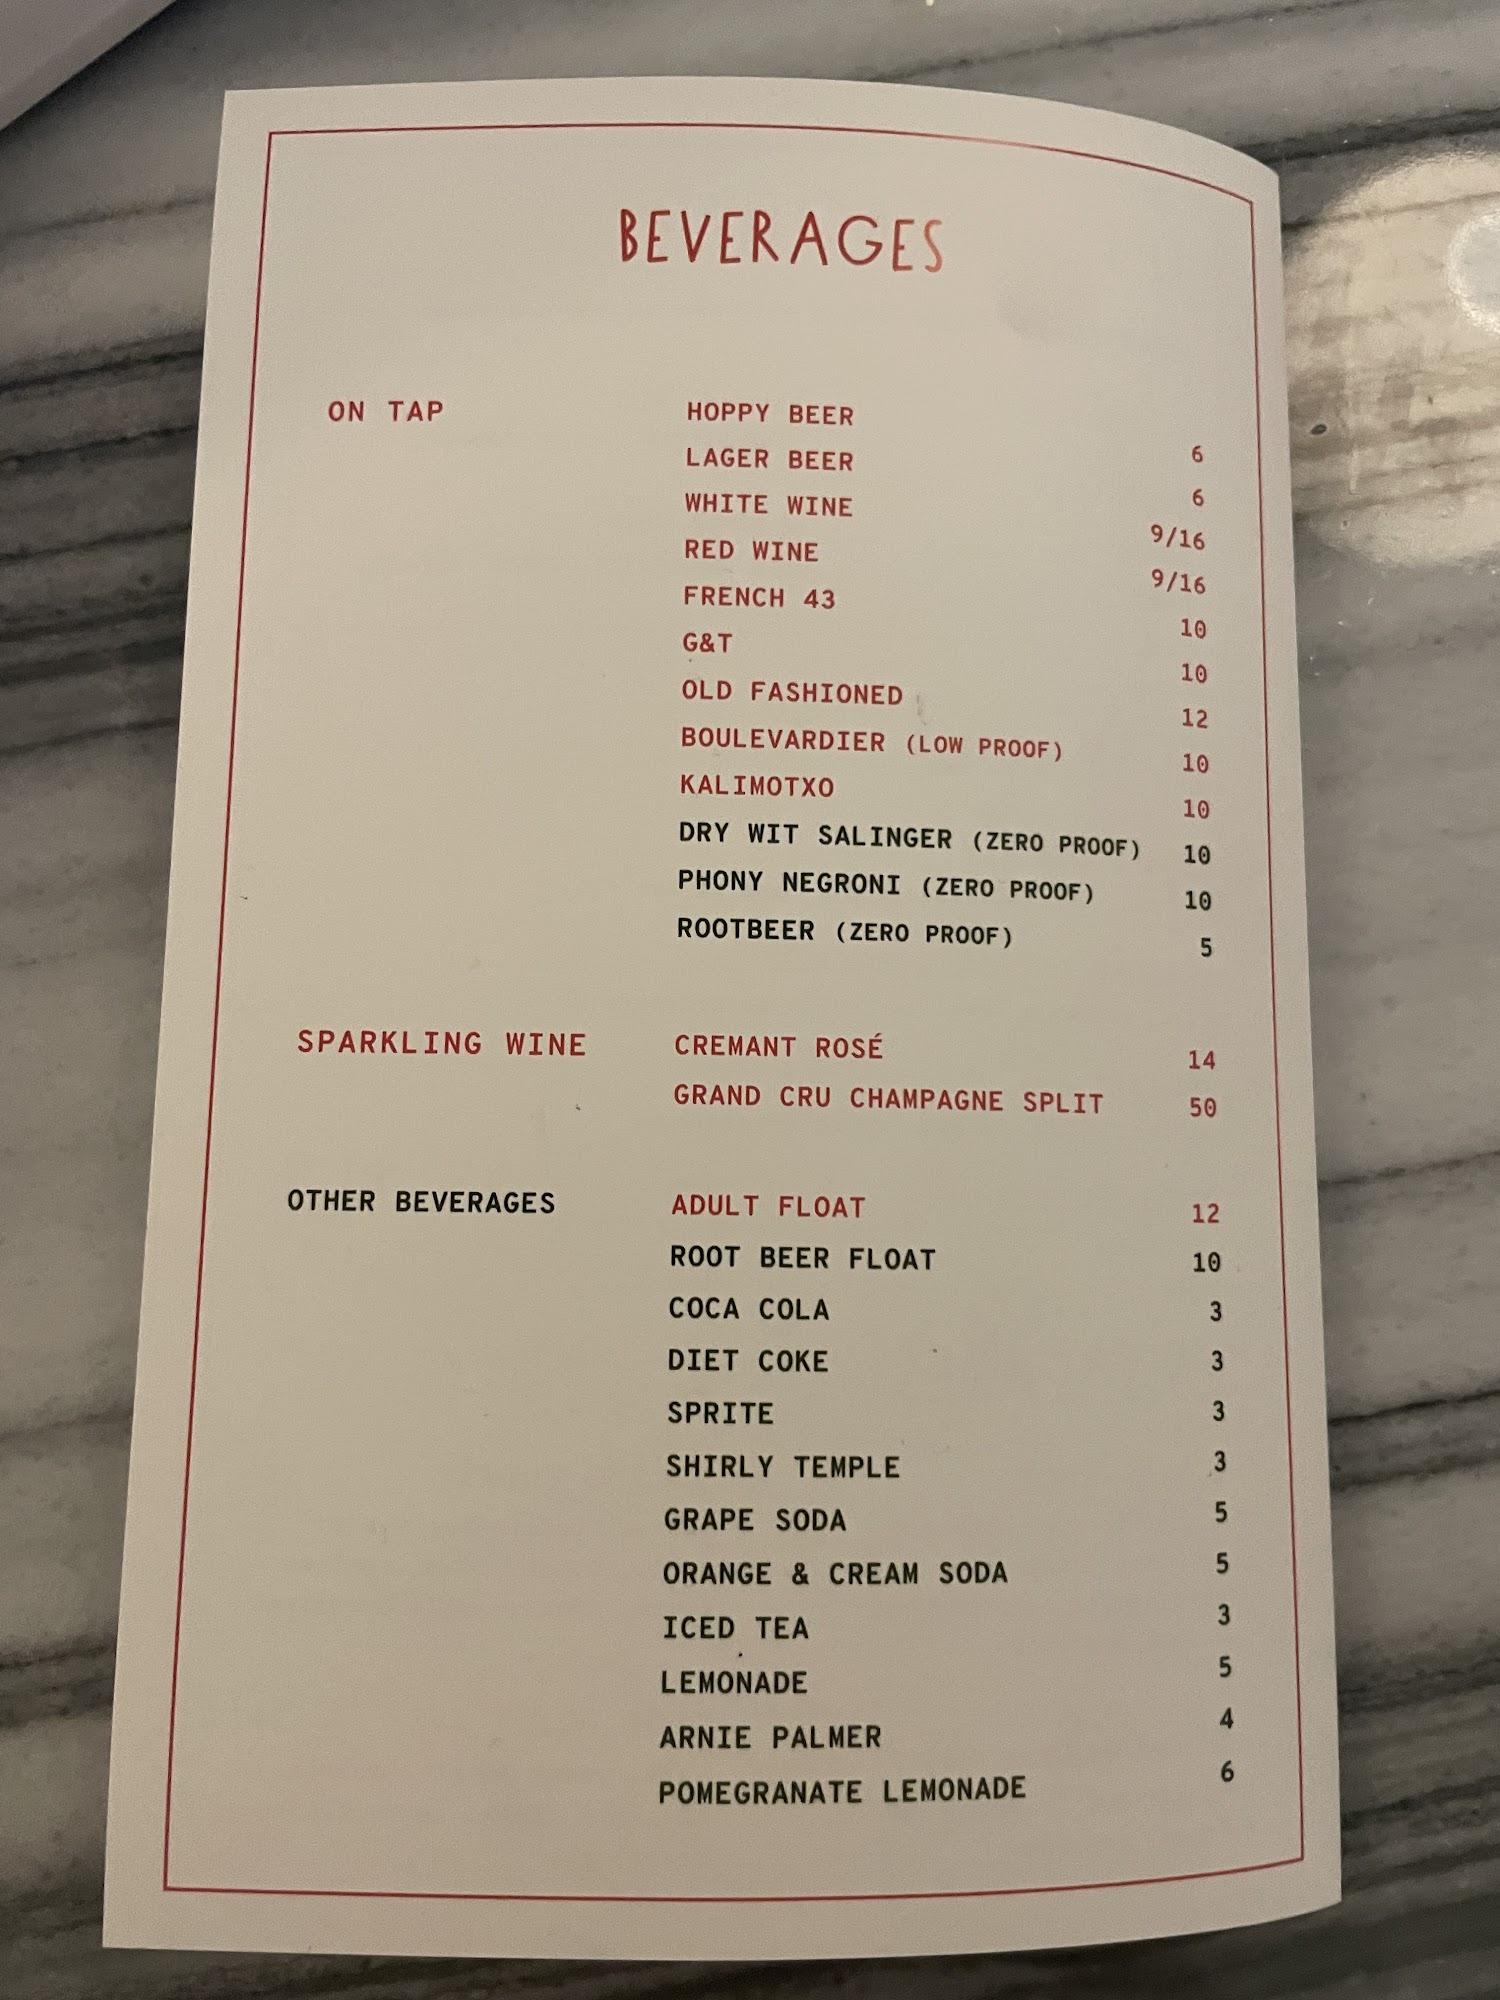 BEVERAGES
ON TAP HOPPY BEER 6
LAGER BEER 6
WHITE WINE 9/16
RED WINE 9/16
FRENCH 43 10
G&T 10
OLD FASHIONED 12
BOULEVARDIER (LOW PROOF) 10
KALIMOTXO 10
DRY WIT SALINGER (ZERO PROOF) 10
PHONY NEGRONI (ZERO PROOF) 10
ROOTBEER (ZERO PROOF) 5
SPARKLING WINE CREMANT ROSÉ 14
GRAND CRU CHAMPAGNE SPLIT 50
OTHER BEVERAGES ADULT FLOAT 12
ROOT BEER FLOAT 10
COCA COLA 3
DIET COKE 3
SPRITE 3
SHIRLY TEMPLE 3
GRAPE SODA 5
ORANGE & CREAM SODA 5
ICED TEA 3
LEMONADE 5
ARNIE PALMER 4
POMEGRANATE LEMONADE 6